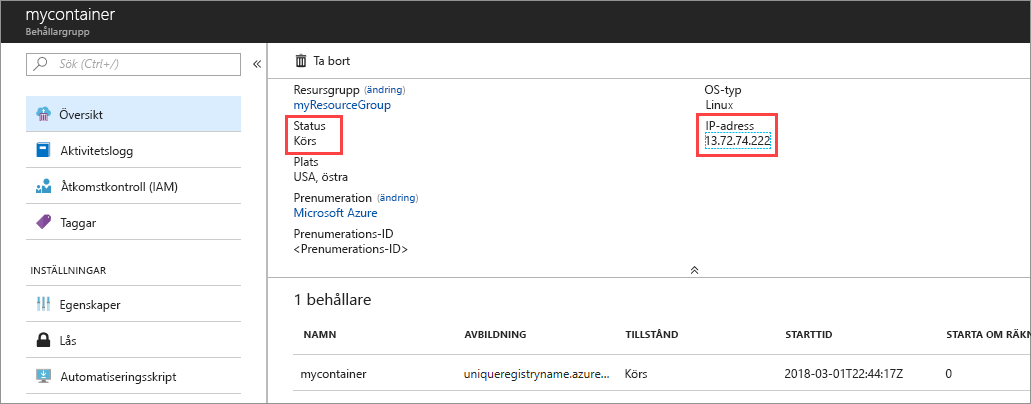 mycontainer
Behållargrupp
Sök (Ctrl+/)
«
Översikt
Aktivitetslogg
Åtkomstkontroll (IAM)
Taggar
INSTÄLLNINGAR
Egenskaper
Lås
Automatiseringsskript
Ta bort
Resursgrupp (ändring)
myResourceGroup
Status
Körs
Plats
USA, östra
Prenumeration (ändring)
Microsoft Azure
Prenumerations-ID
<Prenumerations-ID>
OS-typ
Linux
IP-adress
13.72.74.222
1 behållare
NAMN AVBILDNING TILLSTÅND STARTTID STARTA OM RÄKN
mycontainer uniqueregistryname.azure... Körs 2018-03-01T22:44:17Z 0